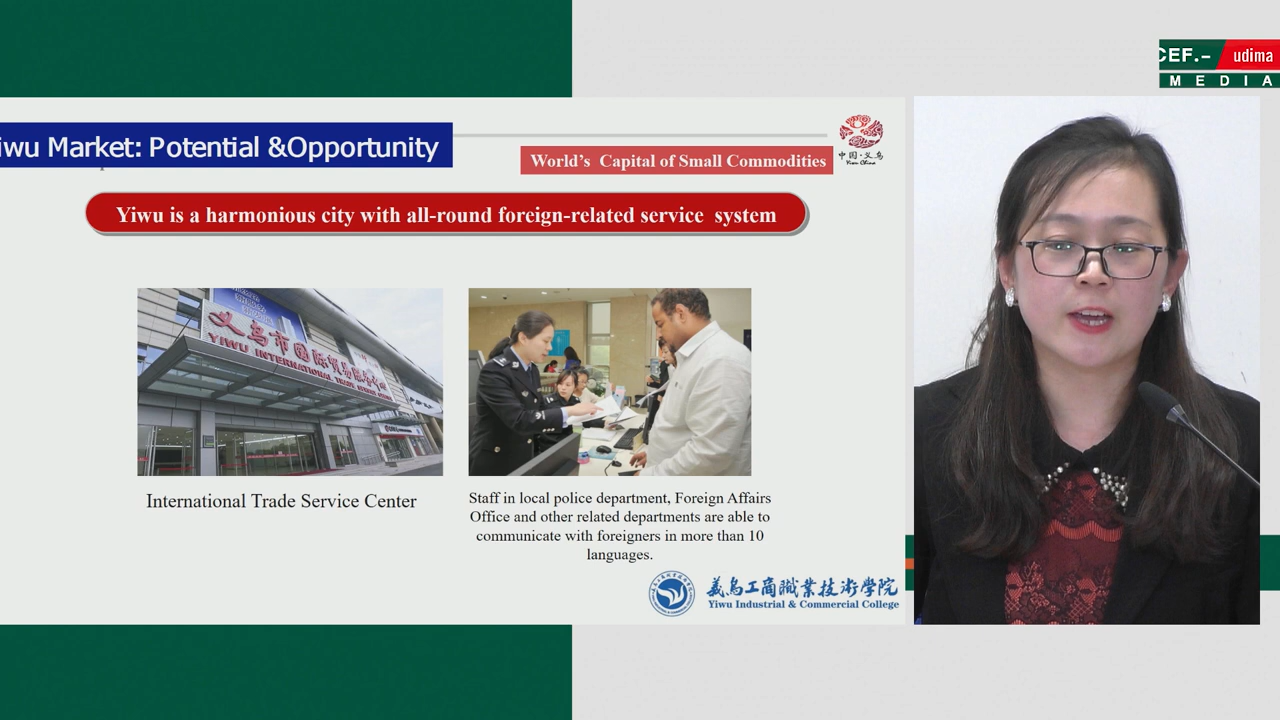 CEF.– udima
MEDIA
iwu Market: Potential &Opportunity
World's Capital of Small Commodities
中国·义乌
Yiwu China
Yiwu is a harmonious city with all-round foreign-related service system
义乌市国际贸易服务中心
YIWU INTERNATIONAL TRADE SERVICE CENTER
International Trade Service Center
Staff in local police department, Foreign Affairs
Office and other related departments are able to
communicate with foreigners in more than 10
languages.
義烏工商職業技術學院
Yiwu Industrial & Commercial College